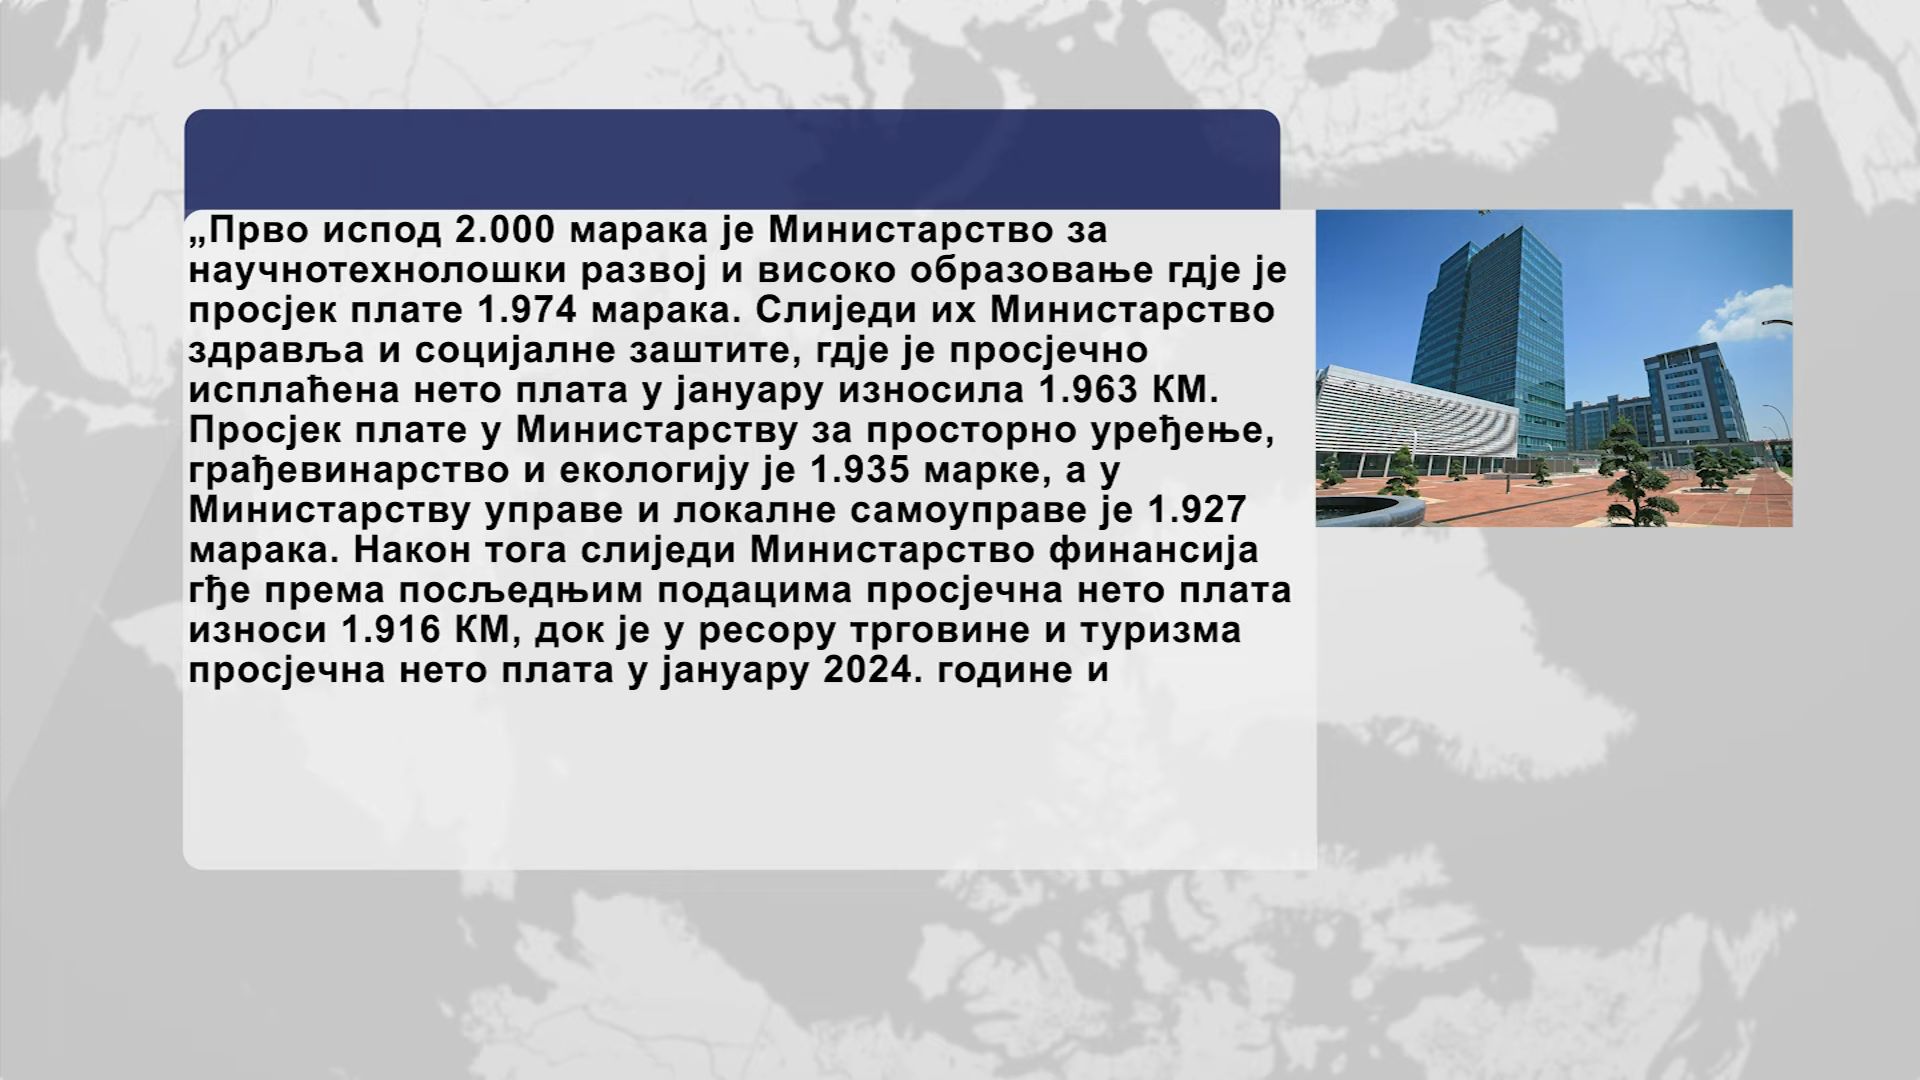 „Прво испод 2.000 марака је Министарство за
научнотехнолошки развој и високо образовање гдје је
просјек плате 1.974 марака. Слиједи их Министарство
здравља и социјалне заштите, гдје је просјечно
исплаћена нето плата у јануару износила 1.963 КМ.
Просјек плате у Министарству за просторно уређење,
грађевинарство и екологију је 1.935 марке, а у
Министарству управе и локалне самоуправе је 1.927
марака. Након тога слиједи Министарство финансија
гђе према посљедњим подацима просјечна нето плата
износи 1.916 КМ, док је у ресору трговине и туризма
просјечна нето плата у јануару 2024. године и